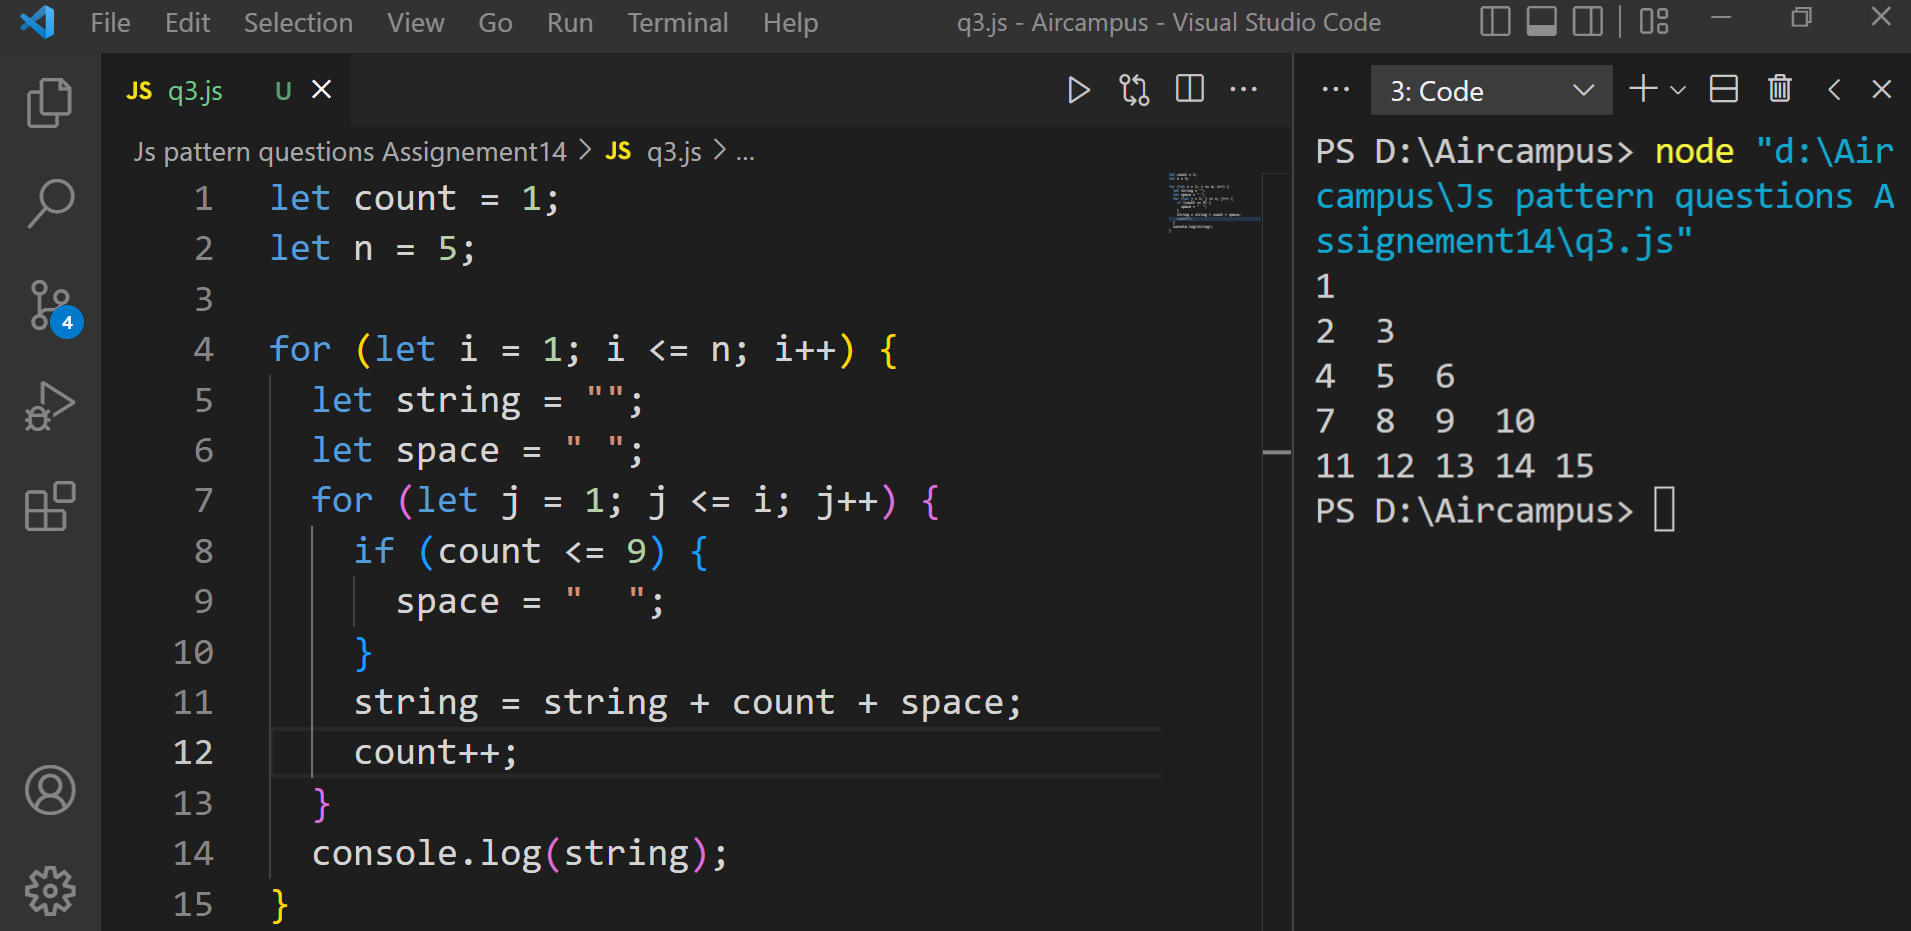 File Edit Selection View Go Run Terminal Help q3.js - Aircampus - Visual Studio Code
JS q3.js U
Js pattern questions Assignement14 > JS q3.js > ...
1 let count = 1;
2 let n = 5;
3
4 for (let i = 1; i <= n; i++) {
5 let string = "";
6 let space = " ";
7 for (let j = 1; j <= i; j++) {
8 if (count <= 9) {
9 space = "  ";
10 }
11 string = string + count + space;
12 count++;
13 }
14 console.log(string);
15 }
4
3: Code
PS D:\Aircampus> node "d:\Air
campus\Js pattern questions A
ssignement14\q3.js"
1
2  3
4  5  6
7  8  9  10
11 12 13 14 15
PS D:\Aircampus>